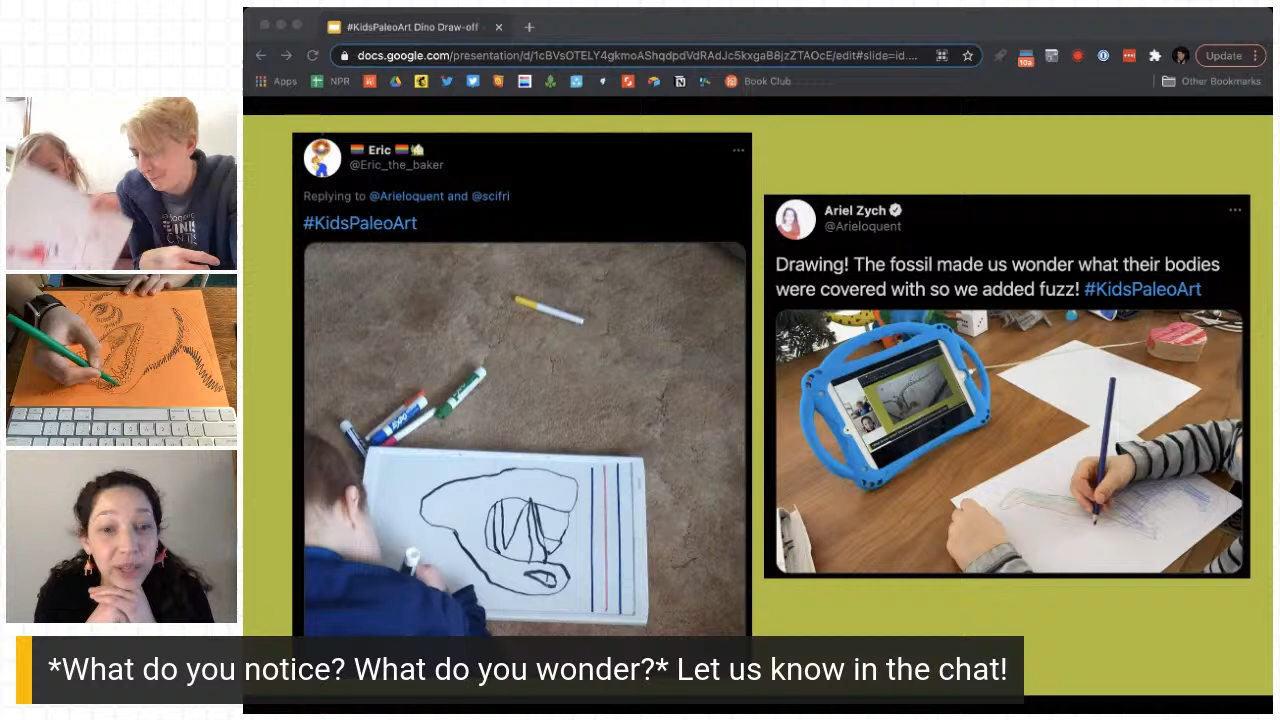 #KidsPaleoArt Dino Draw-off
docs.google.com/presentation/d/1cBVsOTELY4gkmoAShqdpdVdRAdJc5kxgaB8jzZTAOcE/edit#slide=id....
10a
Update
Apps
NPR
Book Club
Other Bookmarks
Eric
@Eric_the_baker
Replying to @Arieloquent and @scifri
#KidsPaleoArt
EXPO
Ariel Zych
@Arieloquent
Drawing! The fossil made us wonder what their bodies
were covered with so we added fuzz! #KidsPaleoArt
*What do you notice? What do you wonder?* Let us know in the chat!